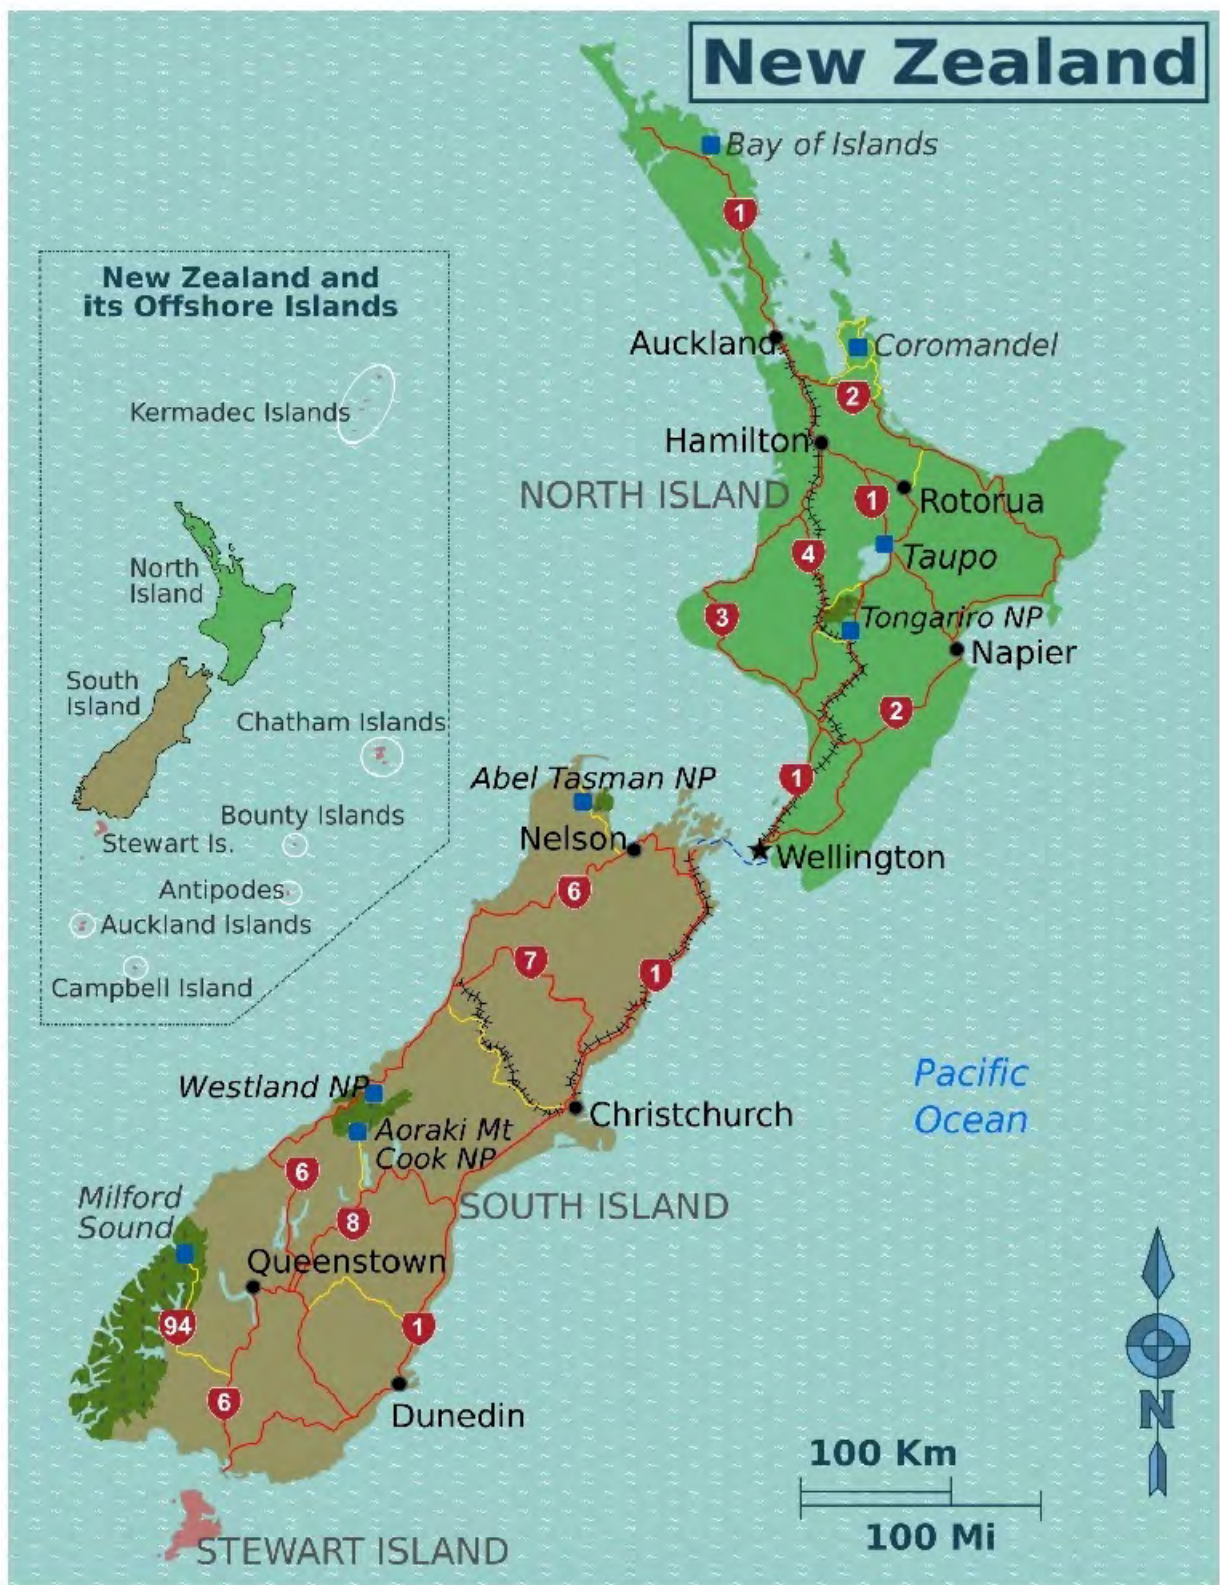 New Zealand
Bay of Islands
1
New Zealand and
its Offshore Islands
Auckland
Coromandel
2
Kermadec Islands
Hamilton
NORTH ISLAND
1
Rotorua
4
Taupo
North
Island
3
Tongariro NP
Napier
South
Island
2
Chatham Islands
Abel Tasman NP
1
Bounty Islands
Stewart Is.
Nelson
Wellington
Antipodes
6
Auckland Islands
7
1
Campbell Island
Pacific
Ocean
Westland NP
Christchurch
Aoraki Mt
Cook NP
6
Milford
Sound
SOUTH ISLAND
8
Queenstown
94
1
6
Dunedin
N
100 Km
100 Mi
STEWART ISLAND